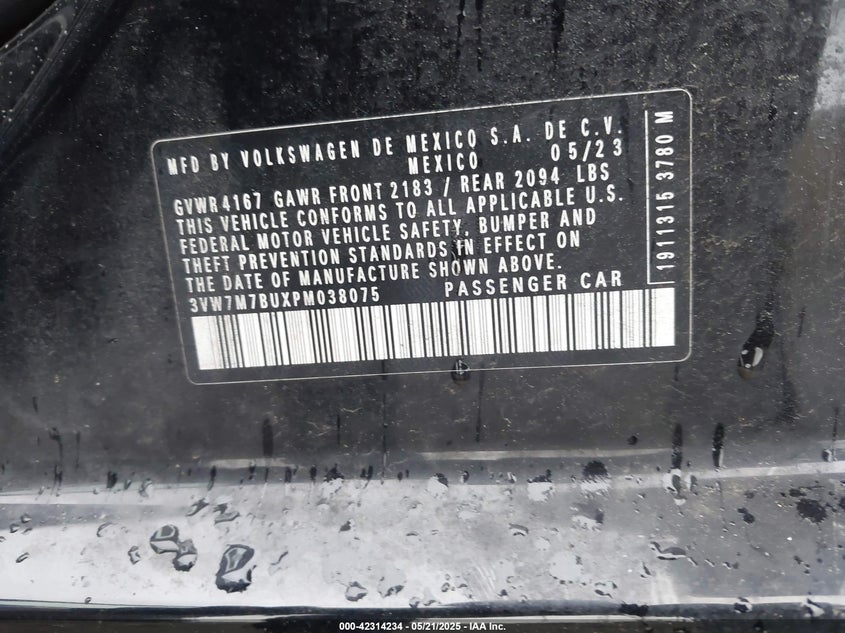 MFD BY VOLKSWAGEN DE MEXICO S.A. DE C.V.
MEXICO 05/23
GVWR 4167 GAWR FRONT 2183 / REAR 2094 LBS
THIS VEHICLE CONFORMS TO ALL APPLICABLE U.S.
FEDERAL MOTOR VEHICLE SAFETY, BUMPER AND
THEFT PREVENTION STANDARDS IN EFFECT ON
THE DATE OF MANUFACTURE SHOWN ABOVE.
3VW7M7BUXPM038075 PASSENGER CAR
1911315 3780 M
000-42314234 - 05/21/2025 - IAA Inc.